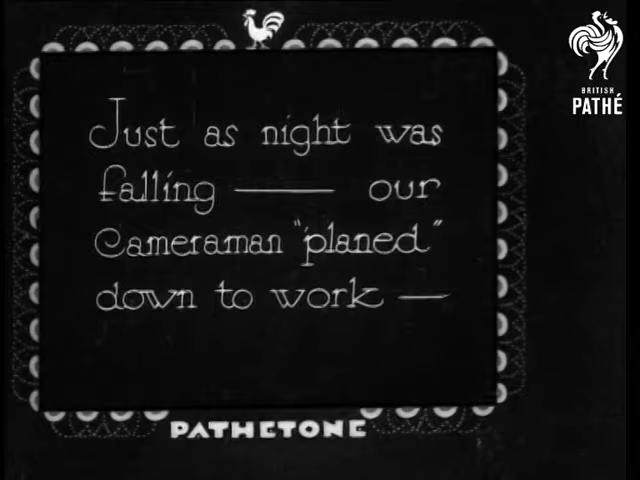 Just as night was
falling — our
Cameraman "planed"
down to work —
PATHETONE
BRITISH
PATHÉ